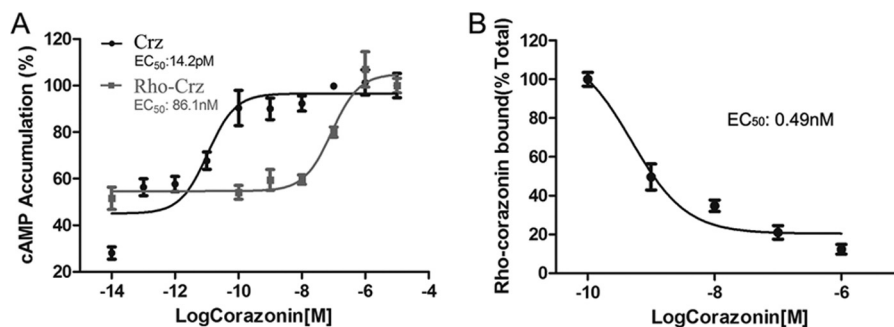 A
Crz
EC50:14.2pM
Rho-Crz
EC50: 86.1nM
cAMP Accumulation (%)
120
100
80
60
40
20
-14
-12
-10
-8
-6
-4
LogCorazonin[M]
B
EC50: 0.49nM
Rho-corazonin bound(% Total)
120
100
80
60
40
20
0
-10
-8
-6
LogCorazonin[M]